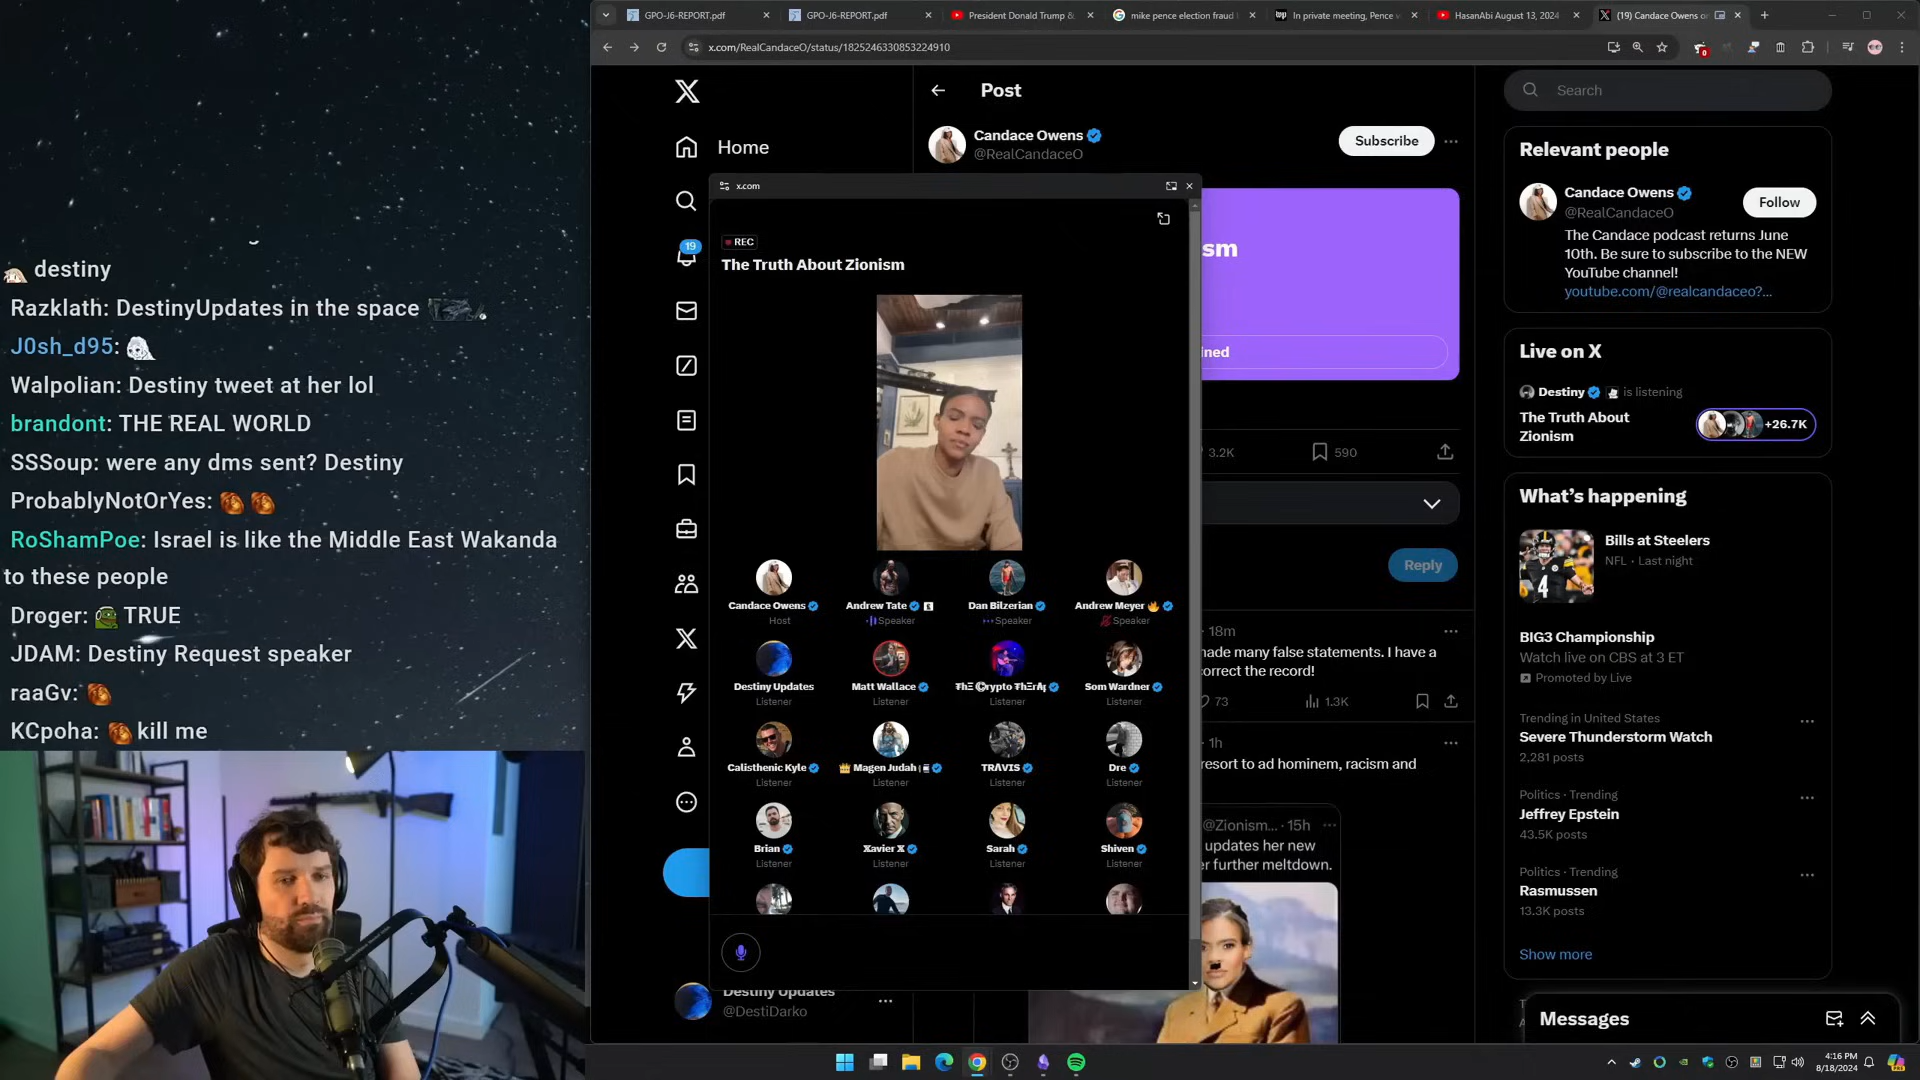 destiny
Razklath: DestinyUpdates in the space
J0sh_d95:
Walpolian: Destiny tweet at her lol
brandont: THE REAL WORLD
SSSoup: were any dms sent? Destiny
ProbablyNotOrYes:
RoShamPoe: Israel is like the Middle East Wakanda
to these people
Droger: TRUE
JDAM: Destiny Request speaker
raaGv:
KCpoha: kill me
GPO-J6-REPORT.pdf
GPO-J6-REPORT.pdf
President Donald Trump &
mike pence election fraud
In private meeting, Pence
HasanAbi August 13, 2024
(19) Candace Owens o
x.com/RealCandaceO/status/1825246330853224910
0
Home
19
Post
Candace Owens
@RealCandaceO
Subscribe
x.com
REC
The Truth About Zionism
Candace Owens
Host
Andrew Tate
Speaker
Dan Bilzerian
Speaker
Andrew Meyer
Speaker
Destiny Updates
Listener
Matt Wallace
Listener
Listener
Som Wardner
Listener
Calisthenic Kyle
Listener
Magen Judah
Listener
TRΛVIS
Listener
Dre
Listener
Brian
Listener
Xavier X
Listener
Sarah
Listener
Shiven
Listener
Destiny Updates
@DestiDarko
sm
ned
3.2K
590
Reply
18m
made many false statements. I have a
correct the record!
73
1.3K
1h
resort to ad hominem, racism and
@Zionism... 15h
updates her new
er further meltdown.
Search
Relevant people
Candace Owens
@RealCandaceO
Follow
The Candace podcast returns June
10th. Be sure to subscribe to the NEW
YouTube channel!
youtube.com/@realcandaceo?...
Live on X
Destiny is listening
The Truth About
Zionism
+26.7K
What’s happening
Bills at Steelers
NFL · Last night
BIG3 Championship
Watch live on CBS at 3 ET
Promoted by Live
Trending in United States
Severe Thunderstorm Watch
2,281 posts
Politics · Trending
Jeffrey Epstein
43.5K posts
Politics · Trending
Rasmussen
13.3K posts
Show more
Messages
4:16 PM
8/18/2024